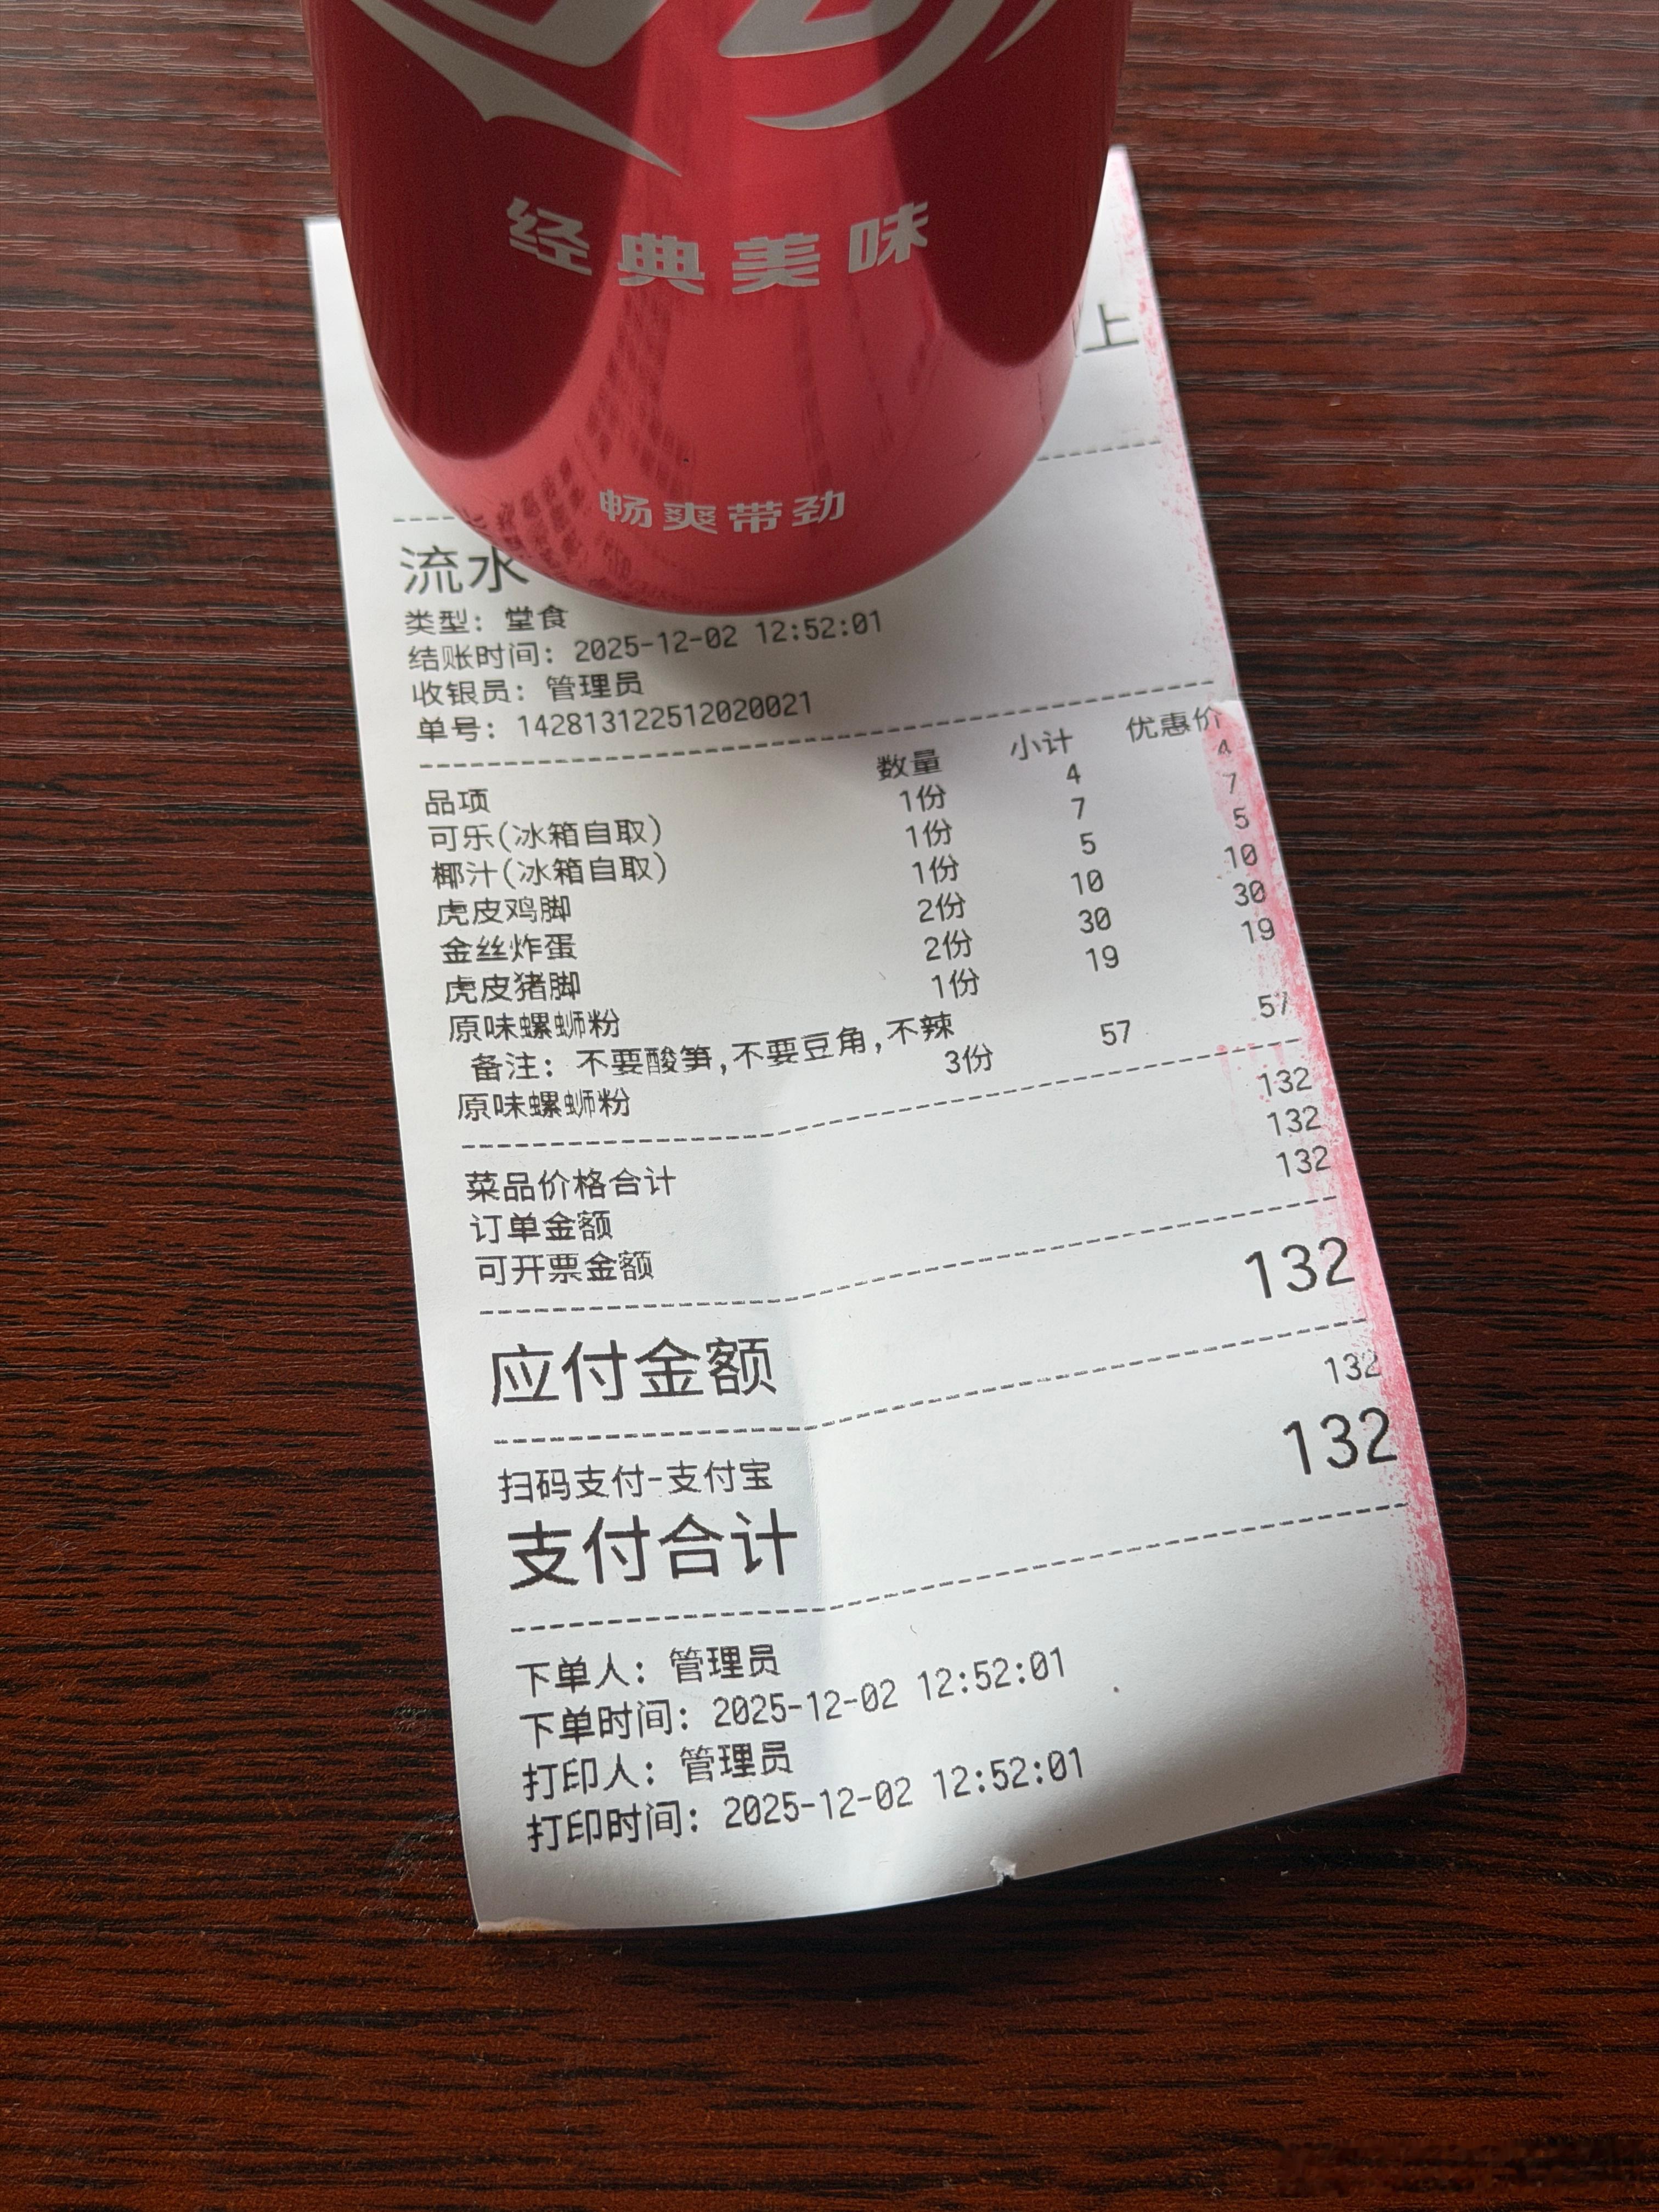 经典美味
上
畅爽带劲
流水
类型：堂食
结账时间：2025-12-02 12:52:01
收银员：管理员
单号：142813122512020021
品项 数量 小计 优惠价
可乐(冰箱自取) 1份 4 4
椰汁(冰箱自取) 1份 7 7
虎皮鸡脚 1份 5 5
金丝炸蛋 2份 10 10
虎皮猪脚 2份 30 30
原味螺蛳粉 1份 19 19
备注：不要酸笋,不要豆角,不辣
原味螺蛳粉 3份 57 57
菜品价格合计 132
订单金额 132
可开票金额 132
应付金额 132
扫码支付-支付宝 132
支付合计 132
下单人：管理员
下单时间：2025-12-02 12:52:01
打印人：管理员
打印时间：2025-12-02 12:52:01